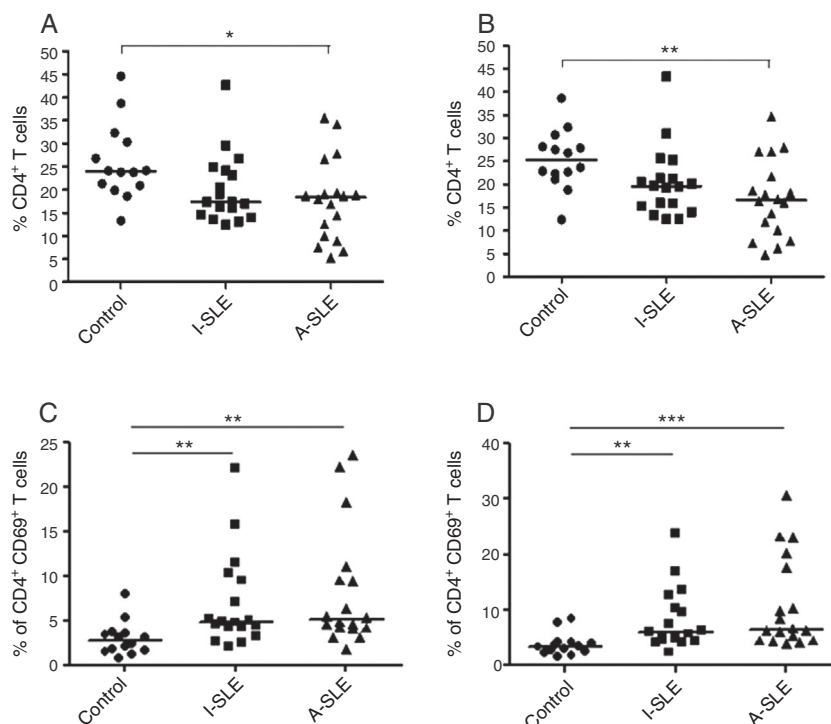 A
*
% CD4⁺ T cells
50
45
40
35
30
25
20
15
10
5
0
Control
I-SLE
A-SLE
B
**
% CD4⁺ T cells
50
45
40
35
30
25
20
15
10
5
0
Control
I-SLE
A-SLE
C
**
**
% of CD4⁺ CD69⁺ T cells
25
20
15
10
5
0
Control
I-SLE
A-SLE
D
***
**
% of CD4⁺ CD69⁺ T cells
40
30
20
10
0
Control
I-SLE
A-SLE